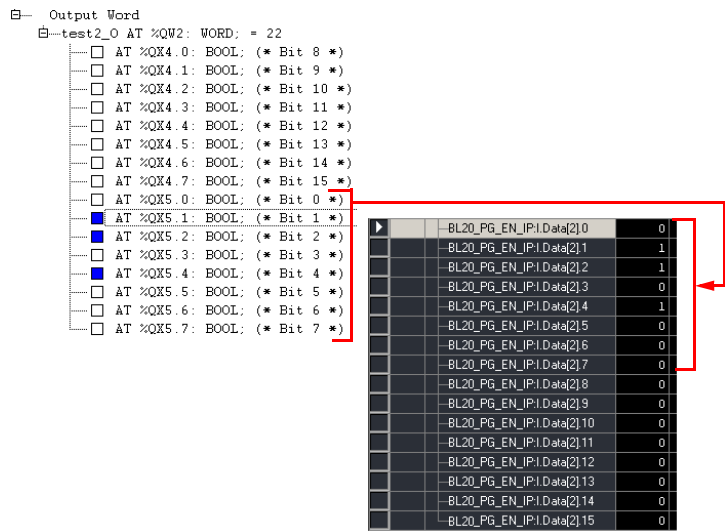 Output Word
test2_O AT %QW2: WORD; = 22
AT %QX4.0: BOOL; (* Bit 8 *)
AT %QX4.1: BOOL; (* Bit 9 *)
AT %QX4.2: BOOL; (* Bit 10 *)
AT %QX4.3: BOOL; (* Bit 11 *)
AT %QX4.4: BOOL; (* Bit 12 *)
AT %QX4.5: BOOL; (* Bit 13 *)
AT %QX4.6: BOOL; (* Bit 14 *)
AT %QX4.7: BOOL; (* Bit 15 *)
AT %QX5.0: BOOL; (* Bit 0 *)
AT %QX5.1: BOOL; (* Bit 1 *)
AT %QX5.2: BOOL; (* Bit 2 *)
AT %QX5.3: BOOL; (* Bit 3 *)
AT %QX5.4: BOOL; (* Bit 4 *)
AT %QX5.5: BOOL; (* Bit 5 *)
AT %QX5.6: BOOL; (* Bit 6 *)
AT %QX5.7: BOOL; (* Bit 7 *)
BL20_PG_EN_IP:I.Data[2].0 0
BL20_PG_EN_IP:I.Data[2].1 1
BL20_PG_EN_IP:I.Data[2].2 1
BL20_PG_EN_IP:I.Data[2].3 0
BL20_PG_EN_IP:I.Data[2].4 1
BL20_PG_EN_IP:I.Data[2].5 0
BL20_PG_EN_IP:I.Data[2].6 0
BL20_PG_EN_IP:I.Data[2].7 0
BL20_PG_EN_IP:I.Data[2].8 0
BL20_PG_EN_IP:I.Data[2].9 0
BL20_PG_EN_IP:I.Data[2].10 0
BL20_PG_EN_IP:I.Data[2].11 0
BL20_PG_EN_IP:I.Data[2].12 0
BL20_PG_EN_IP:I.Data[2].13 0
BL20_PG_EN_IP:I.Data[2].14 0
BL20_PG_EN_IP:I.Data[2].15 0